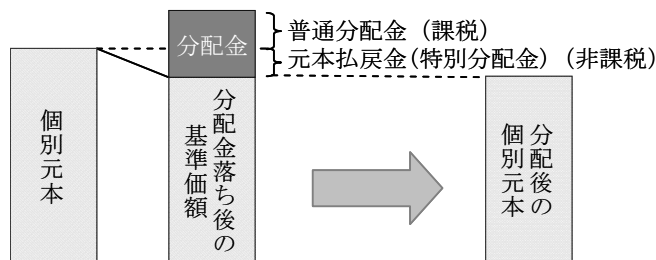 分配金
普通分配金（課税）
元本払戻金(特別分配金)（非課税）
個別元本
分配金落ち後の
基準価額
分配後の
個別元本